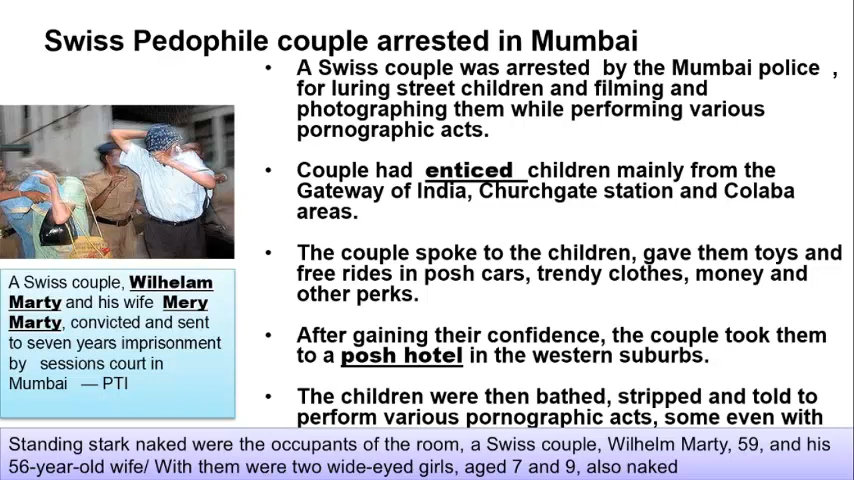 Swiss Pedophile couple arrested in Mumbai
• A Swiss couple was arrested by the Mumbai police ,
for luring street children and filming and
photographing them while performing various
pornographic acts.
• Couple had enticed children mainly from the
Gateway of India, Churchgate station and Colaba
areas.
• The couple spoke to the children, gave them toys and
free rides in posh cars, trendy clothes, money and
other perks.
• After gaining their confidence, the couple took them
to a posh hotel in the western suburbs.
• The children were then bathed, stripped and told to
perform various pornographic acts, some even with
A Swiss couple, Wilhelam
Marty and his wife Mery
Marty, convicted and sent
to seven years imprisonment
by sessions court in
Mumbai — PTI
Standing stark naked were the occupants of the room, a Swiss couple, Wilhelm Marty, 59, and his
56-year-old wife/ With them were two wide-eyed girls, aged 7 and 9, also naked